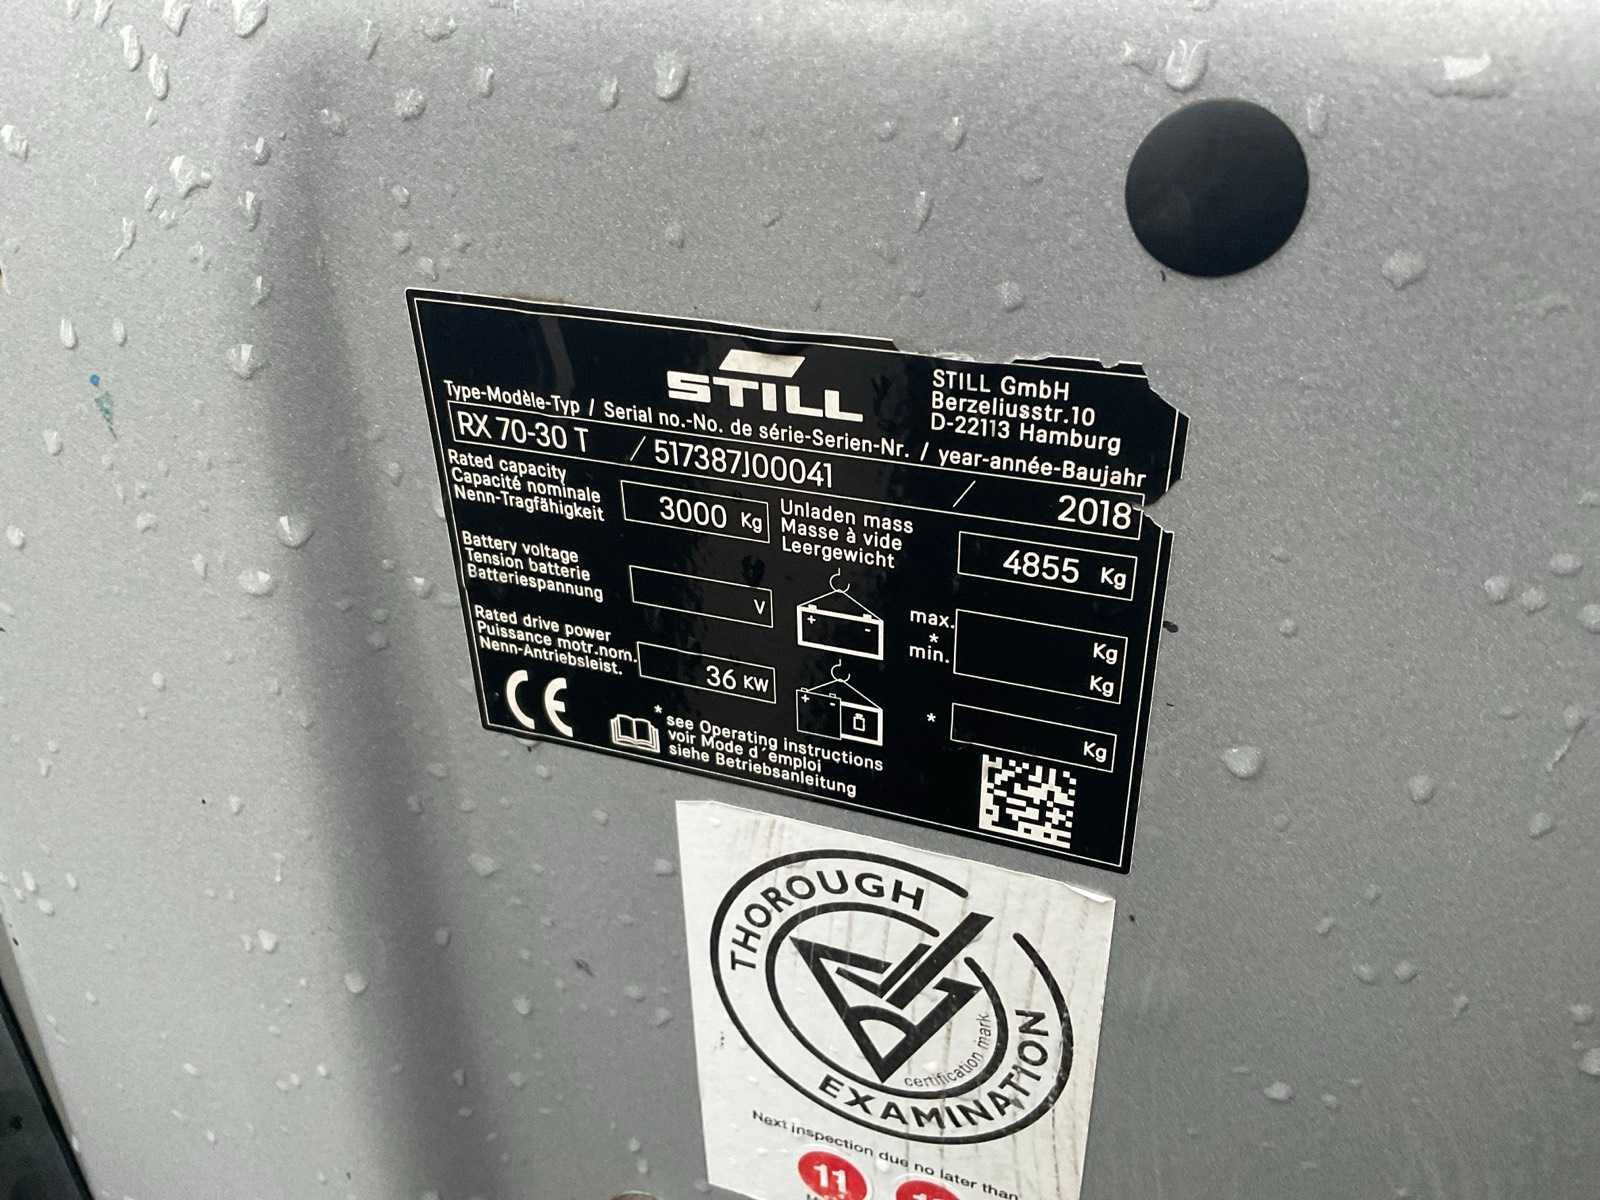 STILL
STILL GmbH
Berzeliusstr.10
D-22113 Hamburg
Type-Modèle-Typ / Serial no.-No. de série-Serien-Nr. / year-année-Baujahr
RX 70-30 T / 517387J00041 / 2018
Rated capacity
Capacité nominale
Nenn-Tragfähigkeit
3000 Kg
Unladen mass
Masse à vide
Leergewicht
4855 Kg
Battery voltage
Tension batterie
Batteriespannung
V
+ -
max.
*
min.
Kg
Kg
Rated drive power
Puissance motr.nom.
Nenn-Antriebsleist.
36 KW
+ -
*
Kg
CE
* see Operating instructions
voir Mode d'emploi
siehe Betriebsanleitung
THOROUGH
EXAMINATION
certification mark
Next inspection due no later than
11